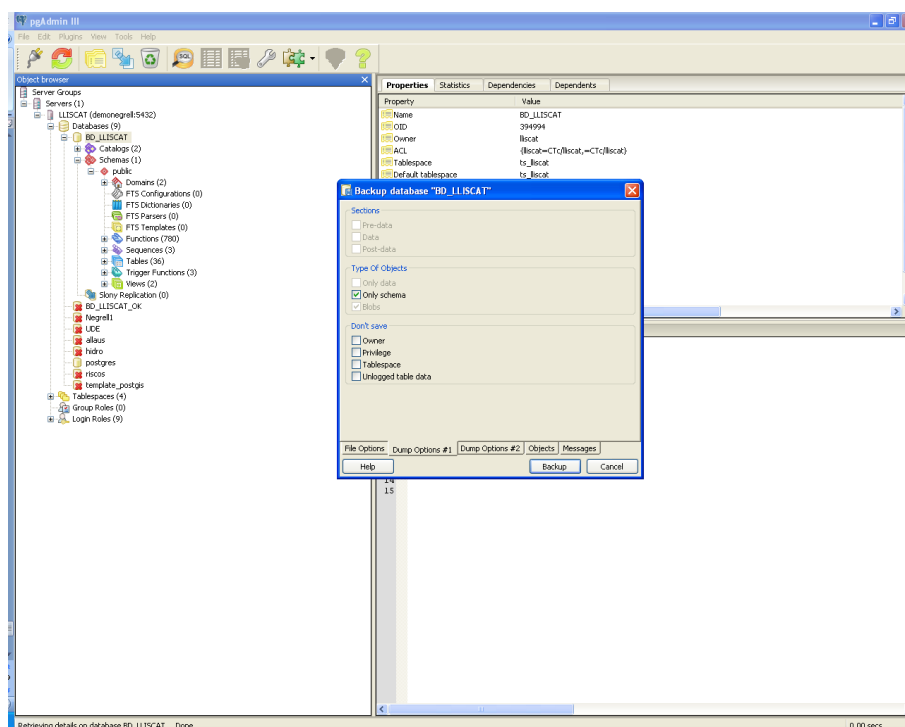 pgAdmin III
File Edit Plugins View Tools Help
SQL
Object browser
Server Groups
Servers (1)
LLISCAT (demonegrell:5432)
Databases (9)
BD_LLISCAT
Catalogs (2)
Schemas (1)
public
Domains (2)
FTS Configurations (0)
FTS Dictionaries (0)
FTS Parsers (0)
FTS Templates (0)
Functions (780)
Sequences (3)
Tables (36)
Trigger Functions (3)
Views (2)
Slony Replication (0)
BD_LLISCAT_OK
Negrell1
UDE
allaus
hidro
postgres
riscos
template_postgis
Tablespaces (4)
Group Roles (0)
Login Roles (9)
Properties Statistics Dependencies Dependents
Property Value
Name BD_LLISCAT
OID 394994
Owner lliscat
ACL {lliscat=CTc/lliscat,=CTc/lliscat}
Tablespace ts_lliscat
Default tablespace ts_lliscat
Backup database "BD_LLISCAT"
Sections
Pre-data
Data
Post-data
Type Of Objects
Only data
Only schema
Blobs
Don't save
Owner
Privilege
Tablespace
Unlogged table data
File Options Dump Options #1 Dump Options #2 Objects Messages
Help Backup Cancel
14
15
Retrieving details on database BD_LLISCAT... Done. 0.00 secs